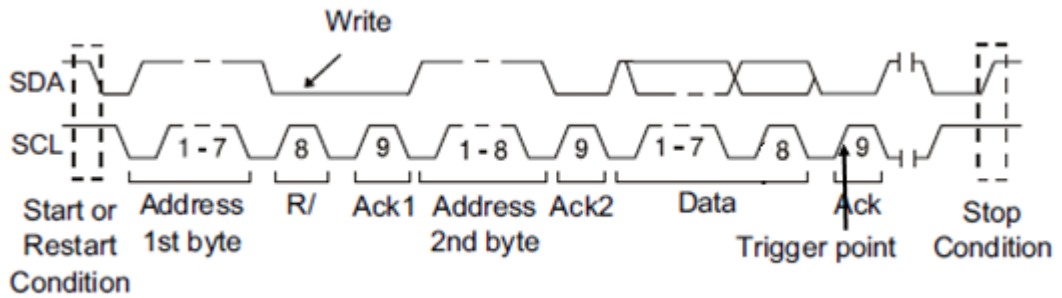 Write
SDA
SCL
1 - 7
8
9
1 - 8
9
1 - 7
8
9
Start or
Restart
Condition
Address
1st byte
R/
Ack1
Address
2nd byte
Ack2
Data
Ack
Trigger point
Stop
Condition